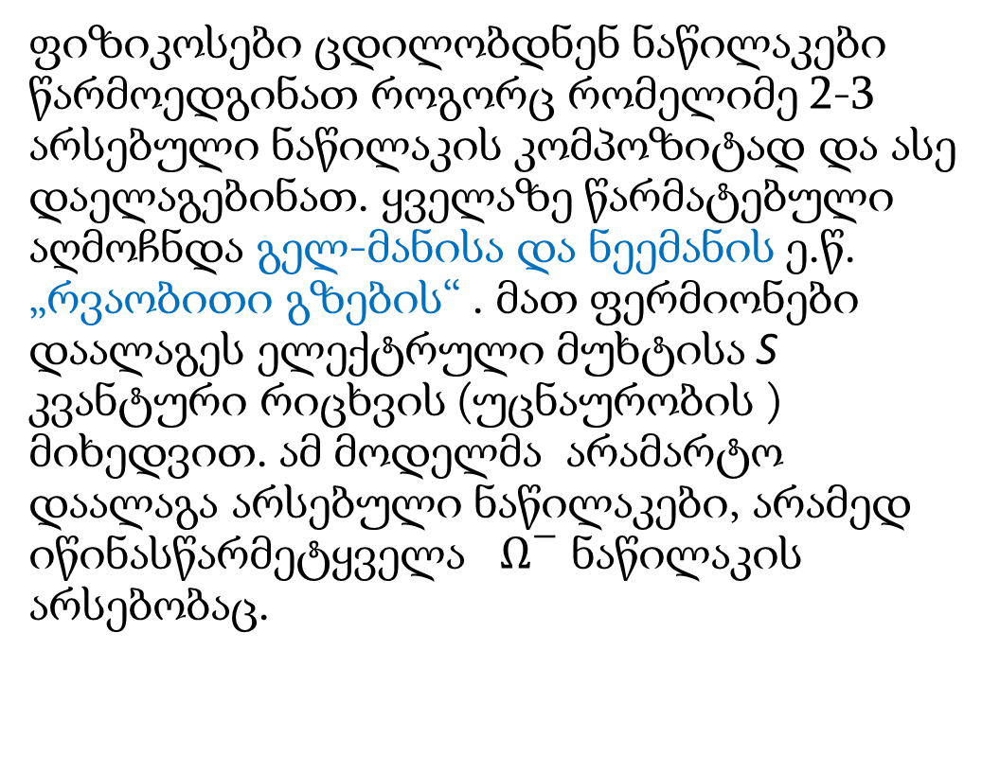 ფიზიკოსები ცდილობდნენ ნაწილაკები
წარმოედგინათ როგორც რომელიმე 2-3
არსებული ნაწილაკის კომპოზიტად და ასე
დაელაგებინათ. ყველაზე წარმატებული
აღმოჩნდა გელ-მანისა და ნეემანის ე.წ.
„რვაობითი გზების“ . მათ ფერმიონები
დაალაგეს ელექტრული მუხტისა S
კვანტური რიცხვის (უცნაურობის )
მიხედვით. ამ მოდელმა  არამარტო
დაალაგა არსებული ნაწილაკები, არამედ
იწინასწარმეტყველა   Ω⁻ ნაწილაკის
არსებობაც.